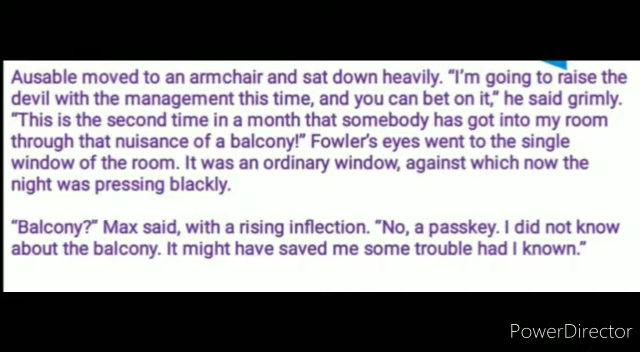 Ausable moved to an armchair and sat down heavily. “I'm going to raise the
devil with the management this time, and you can bet on it,” he said grimly.
“This is the second time in a month that somebody has got into my room
through that nuisance of a balcony!” Fowler's eyes went to the single
window of the room. It was an ordinary window, against which now the
night was pressing blackly.
“Balcony?” Max said, with a rising inflection. “No, a passkey. I did not know
about the balcony. It might have saved me some trouble had I known.”
PowerDirector